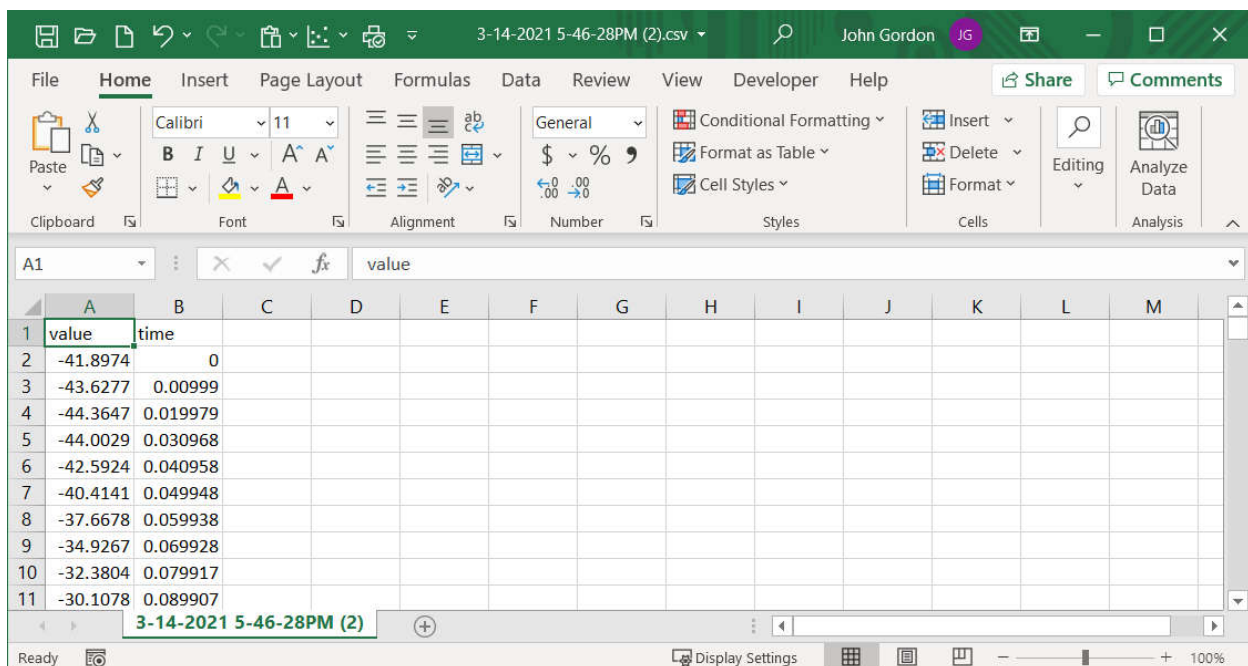 3-14-2021 5-46-28PM (2).csv
John Gordon JG
File Home Insert Page Layout Formulas Data Review View Developer Help Share Comments
Paste
Clipboard
Calibri 11
B I U A^ A˅
A
Font
ab
Alignment
General
$ % 9
.00 .00
Number
Conditional Formatting
Format as Table
Cell Styles
Styles
Insert
Delete
Format
Cells
Editing
Analyze
Data
Analysis
A1 fx value
A B C D E F G H I J K L M
1 value time
2 -41.8974 0
3 -43.6277 0.00999
4 -44.3647 0.019979
5 -44.0029 0.030968
6 -42.5924 0.040958
7 -40.4141 0.049948
8 -37.6678 0.059938
9 -34.9267 0.069928
10 -32.3804 0.079917
11 -30.1078 0.089907
3-14-2021 5-46-28PM (2)
Ready Display Settings 100%